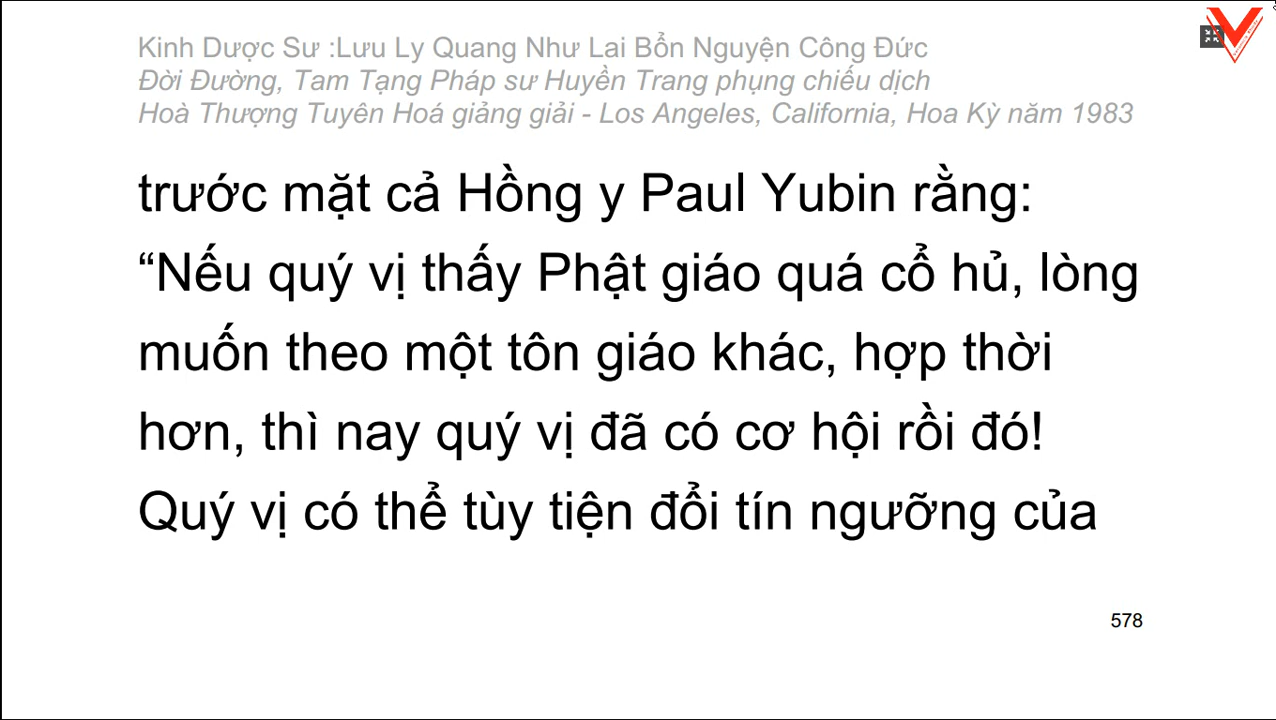 Kinh Dược Sư :Lưu Ly Quang Như Lai Bổn Nguyện Công Đức
Đời Đường, Tam Tạng Pháp sư Huyền Trang phụng chiếu dịch
Hoà Thượng Tuyên Hoá giảng giải - Los Angeles, California, Hoa Kỳ năm 1983
trước mặt cả Hồng y Paul Yubin rằng:
“Nếu quý vị thấy Phật giáo quá cổ hủ, lòng
muốn theo một tôn giáo khác, hợp thời
hơn, thì nay quý vị đã có cơ hội rồi đó!
Quý vị có thể tùy tiện đổi tín ngưỡng của
578